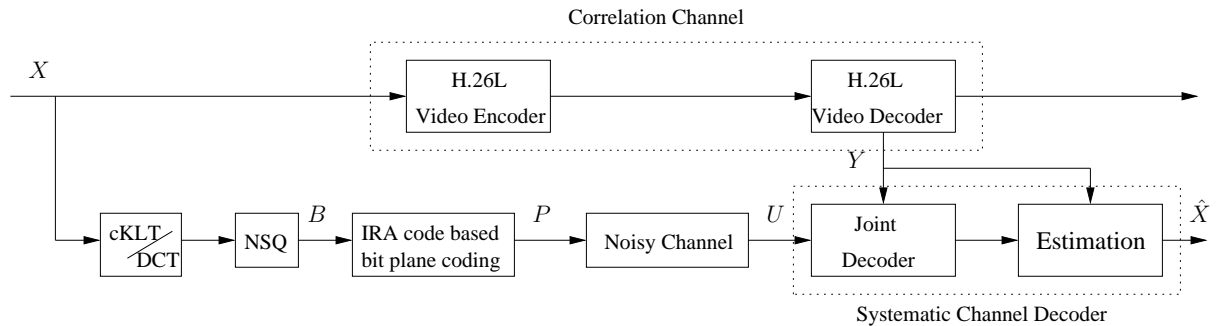 Correlation Channel
X
H.26L
Video Encoder
H.26L
Video Decoder
Y
cKLT/DCT
NSQ
B
IRA code based
bit plane coding
P
Noisy Channel
U
Joint
Decoder
Estimation
X̂
Systematic Channel Decoder